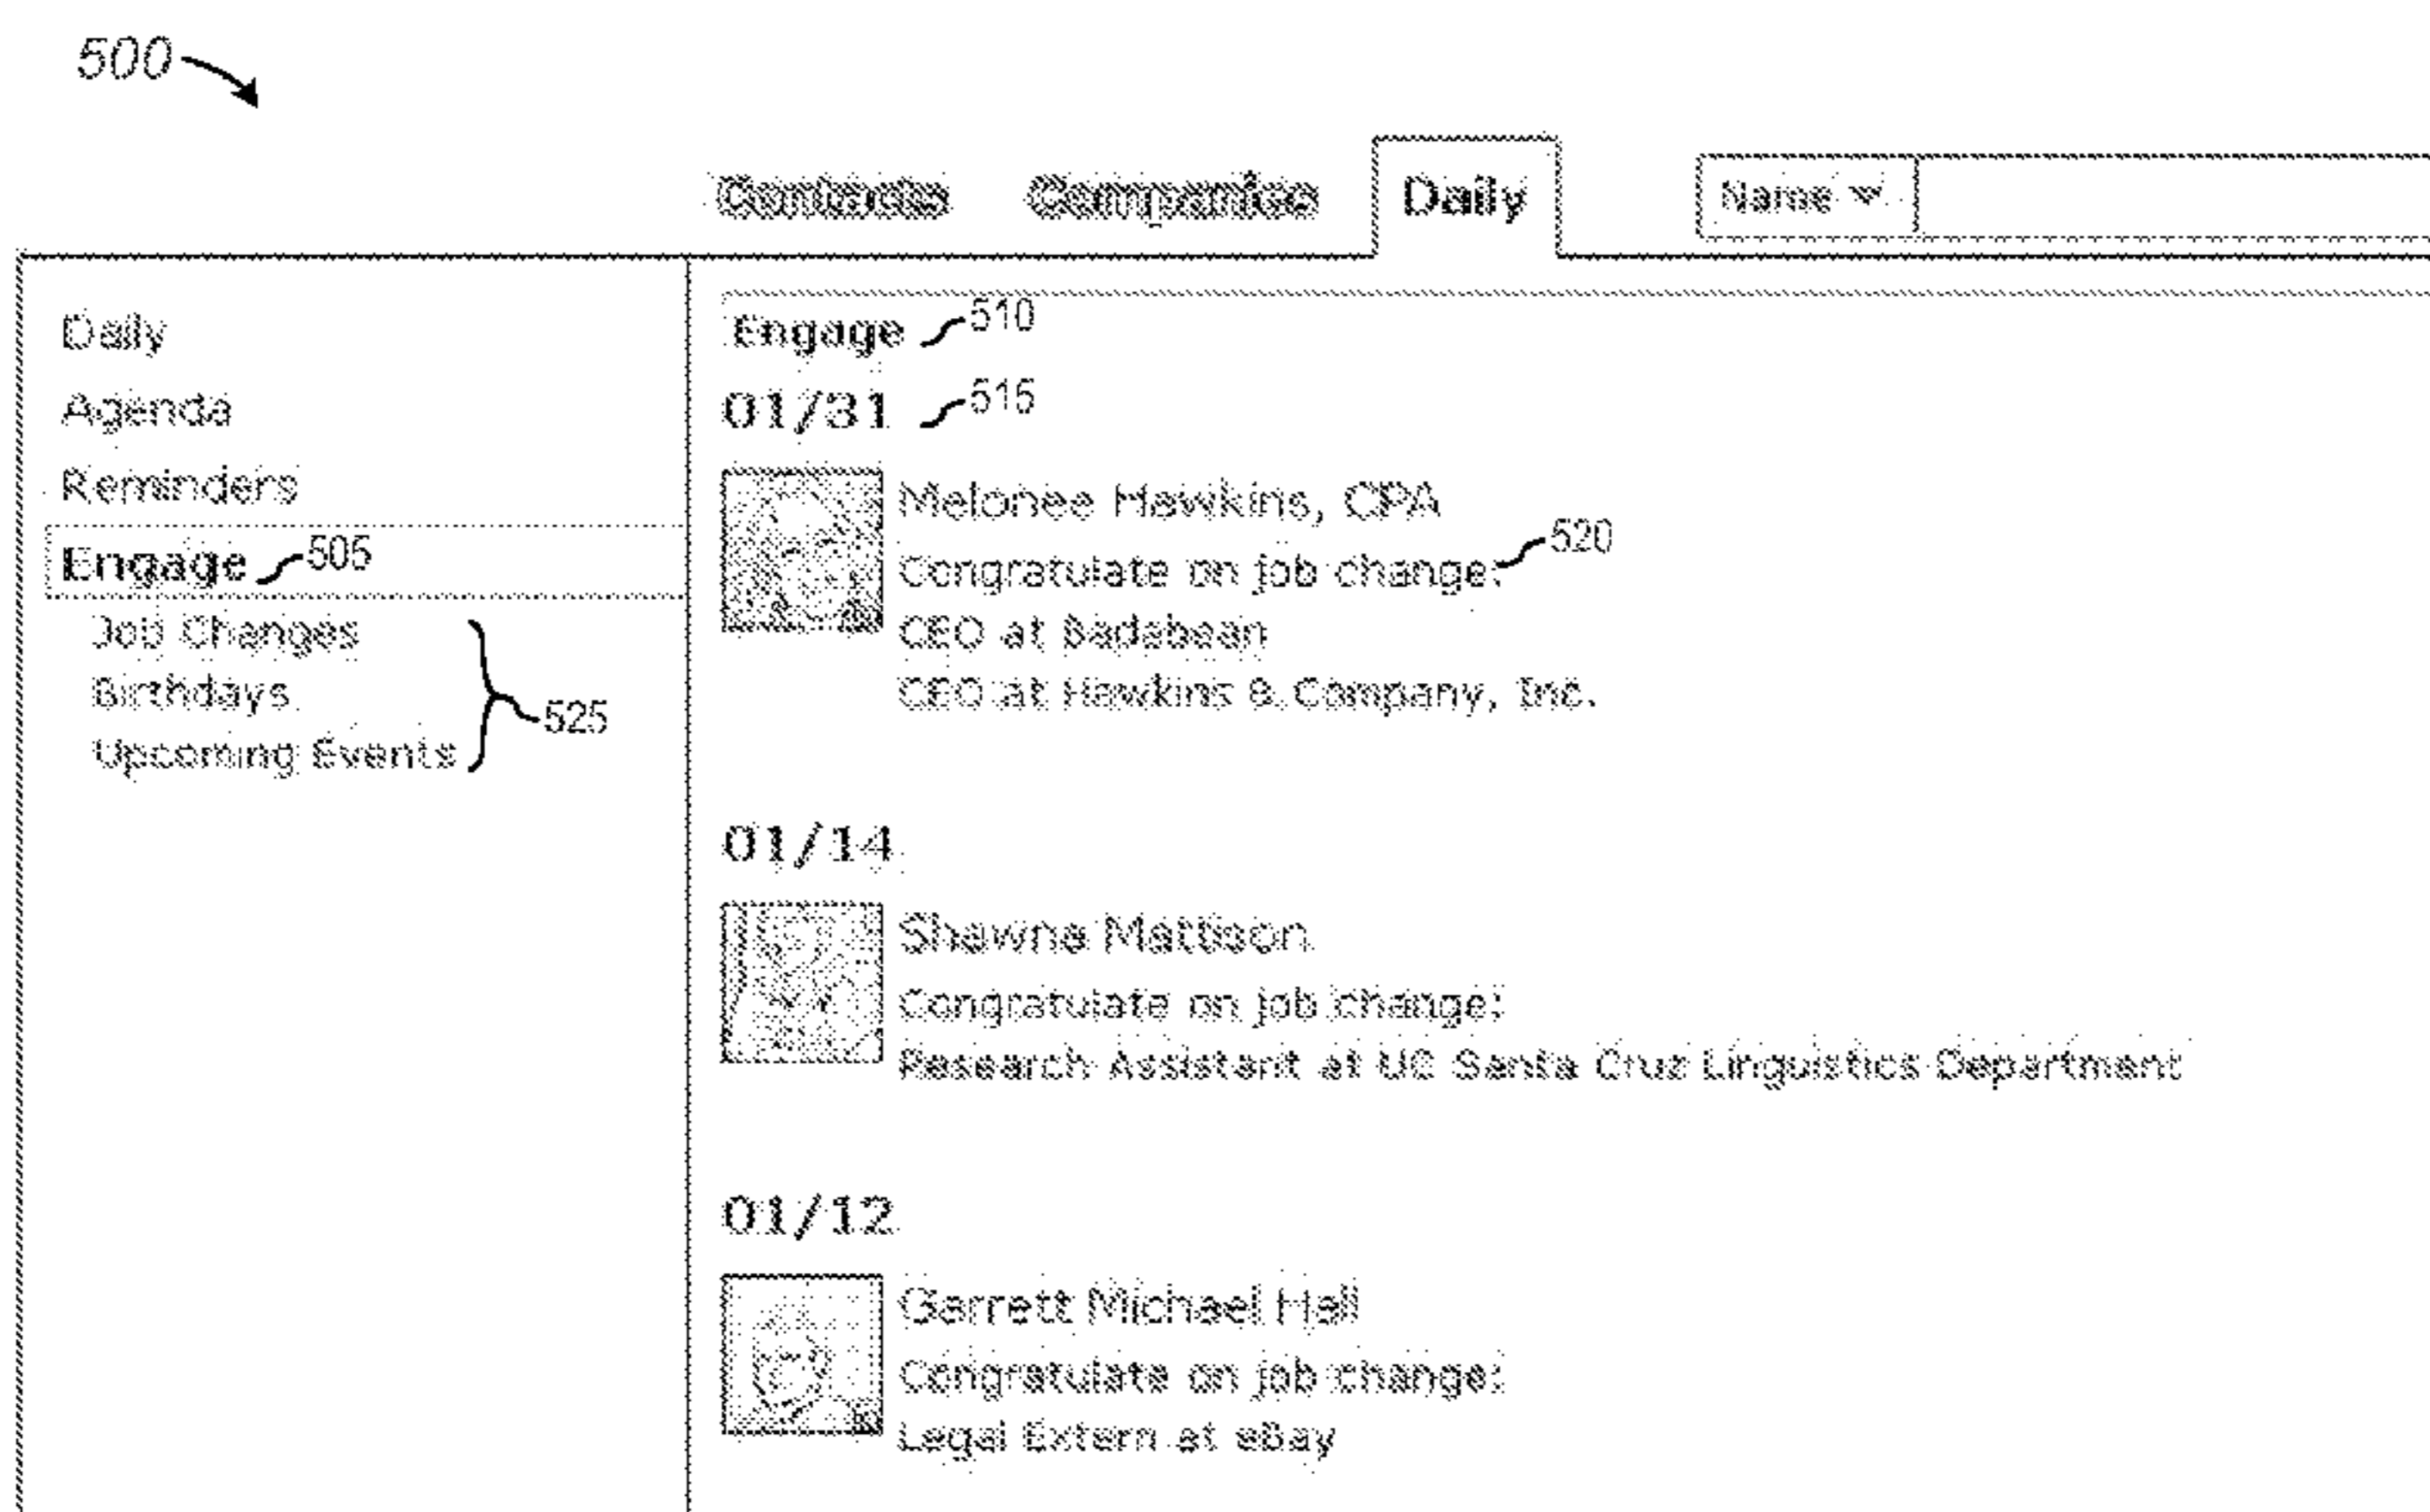 500
Contacts Companies Daily Name
Daily
Agenda
Reminders
Engage 505
Job Changes
Birthdays
Upcoming Events
525
Engage 510
01/31 515
Melonee Hawkins, CPA
Congratulate on job change: 520
CEO at Badabean
CEO at Hawkins & Company, Inc.
01/14
Shawna Mattison
Congratulate on job change:
Research Assistant at UC Santa Cruz Linguistics Department
01/12
Garrett Michael Hall
Congratulate on job change:
Legal Extern at eBay